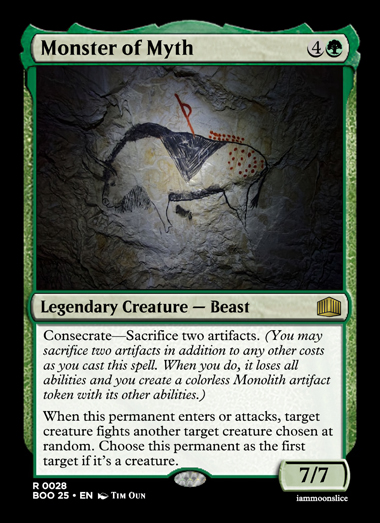 Monster of Myth 4
Legendary Creature — Beast
Consecrate—Sacrifice two artifacts. (You may
sacrifice two artifacts in addition to any other costs
as you cast this spell. When you do, it loses all
abilities and you create a colorless Monolith artifact
token with its other abilities.)
When this permanent enters or attacks, target
creature fights another target creature chosen at
random. Choose this permanent as the first
target if it's a creature.
7/7
R 0028
BOO 25 • EN Tim Oun
iammoonslice